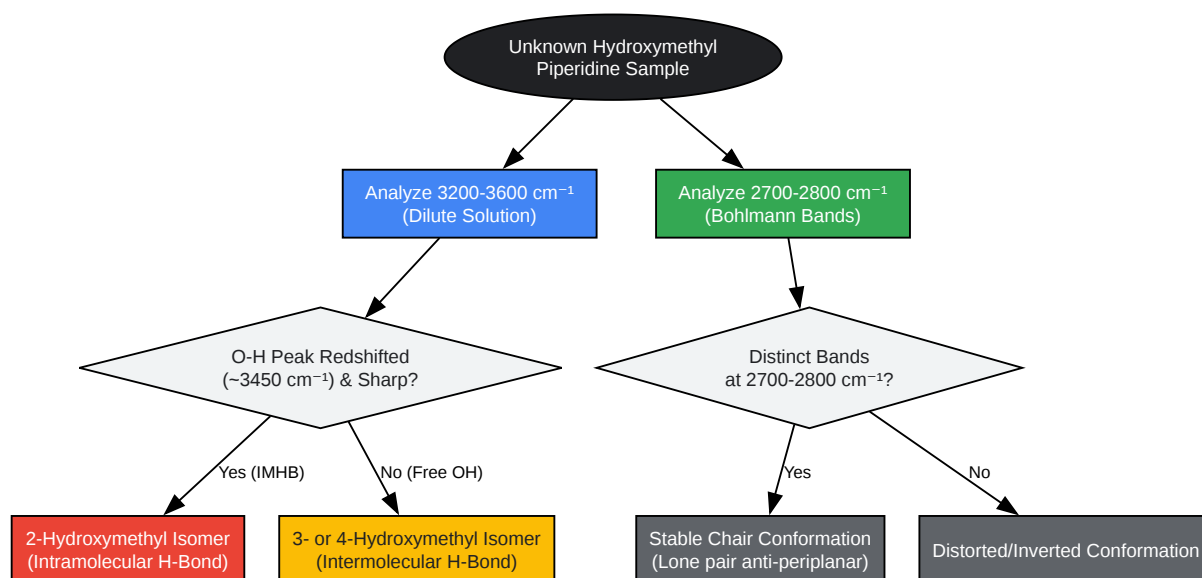 Unknown Hydroxymethyl
Piperidine Sample
Analyze 3200-3600 cm⁻¹
(Dilute Solution)
Analyze 2700-2800 cm⁻¹
(Bohlmann Bands)
O-H Peak Redshifted
(~3450 cm⁻¹) & Sharp?
Distinct Bands
at 2700-2800 cm⁻¹?
Yes (IMHB)
No (Free OH)
Yes
No
2-Hydroxymethyl Isomer
(Intramolecular H-Bond)
3- or 4-Hydroxymethyl Isomer
(Intermolecular H-Bond)
Stable Chair Conformation
(Lone pair anti-periplanar)
Distorted/Inverted Conformation